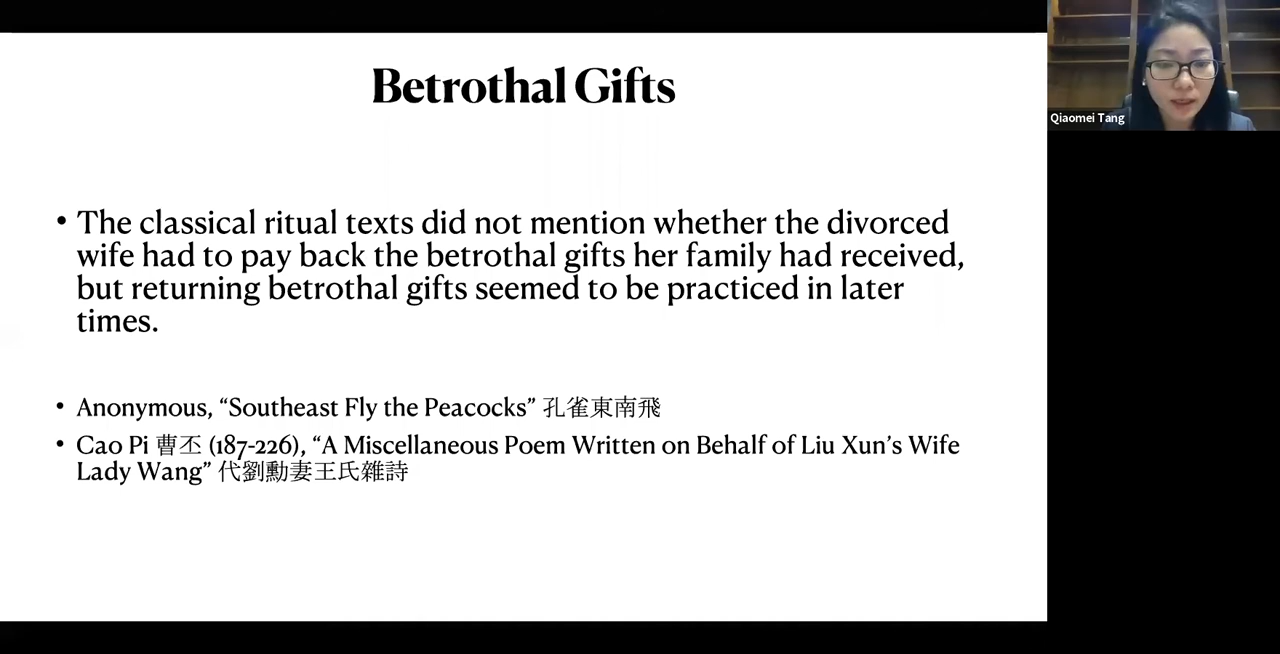 Betrothal Gifts
Qiaomei Tang
• The classical ritual texts did not mention whether the divorced
wife had to pay back the betrothal gifts her family had received,
but returning betrothal gifts seemed to be practiced in later
times.
• Anonymous, “Southeast Fly the Peacocks” 孔雀東南飛
• Cao Pi 曹丕 (187-226), “A Miscellaneous Poem Written on Behalf of Liu Xun’s Wife
Lady Wang” 代劉勳妻王氏雜詩